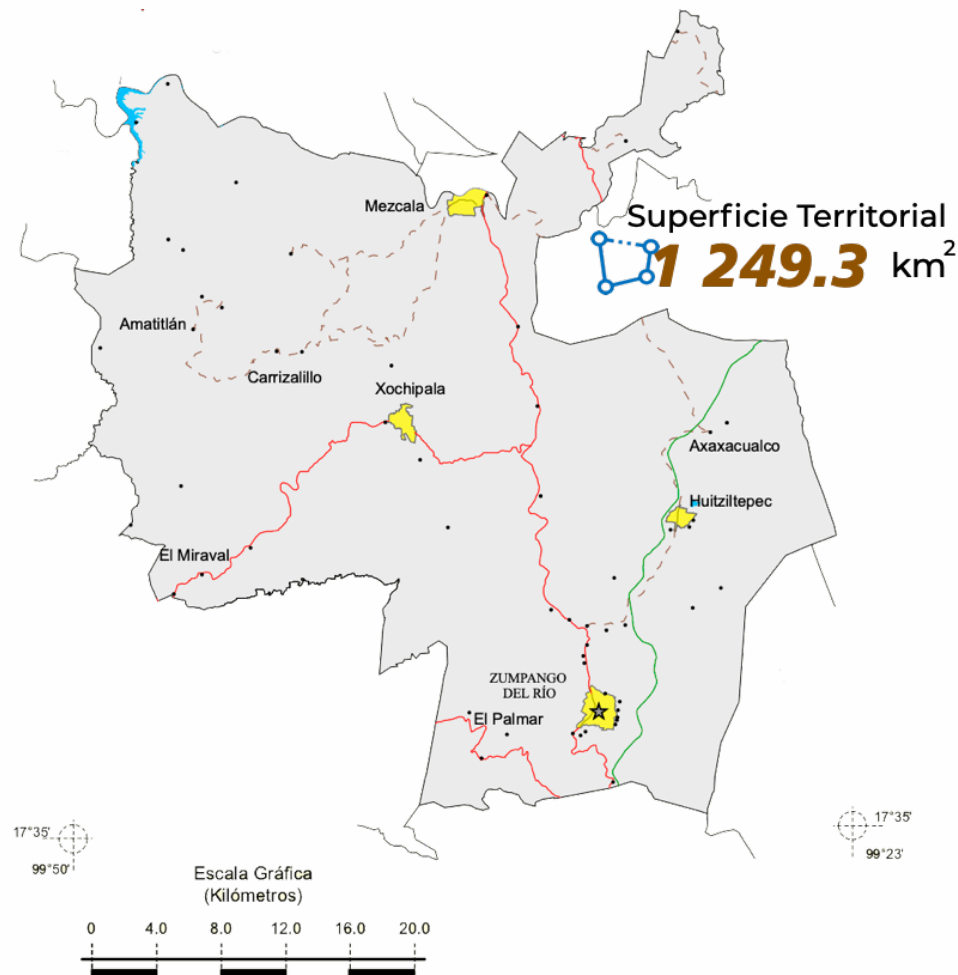 Mezcala
Superficie Territorial
1 249.3 km2
Amatitlán
Carrizalillo
Xochipala
Axaxacualco
Huitziltepec
El Miraval
ZUMPANGO
DEL RÍO
El Palmar
17°35'
99°50'
17°35'
99°23'
Escala Gráfica
(Kilómetros)
0 4.0 8.0 12.0 16.0 20.0